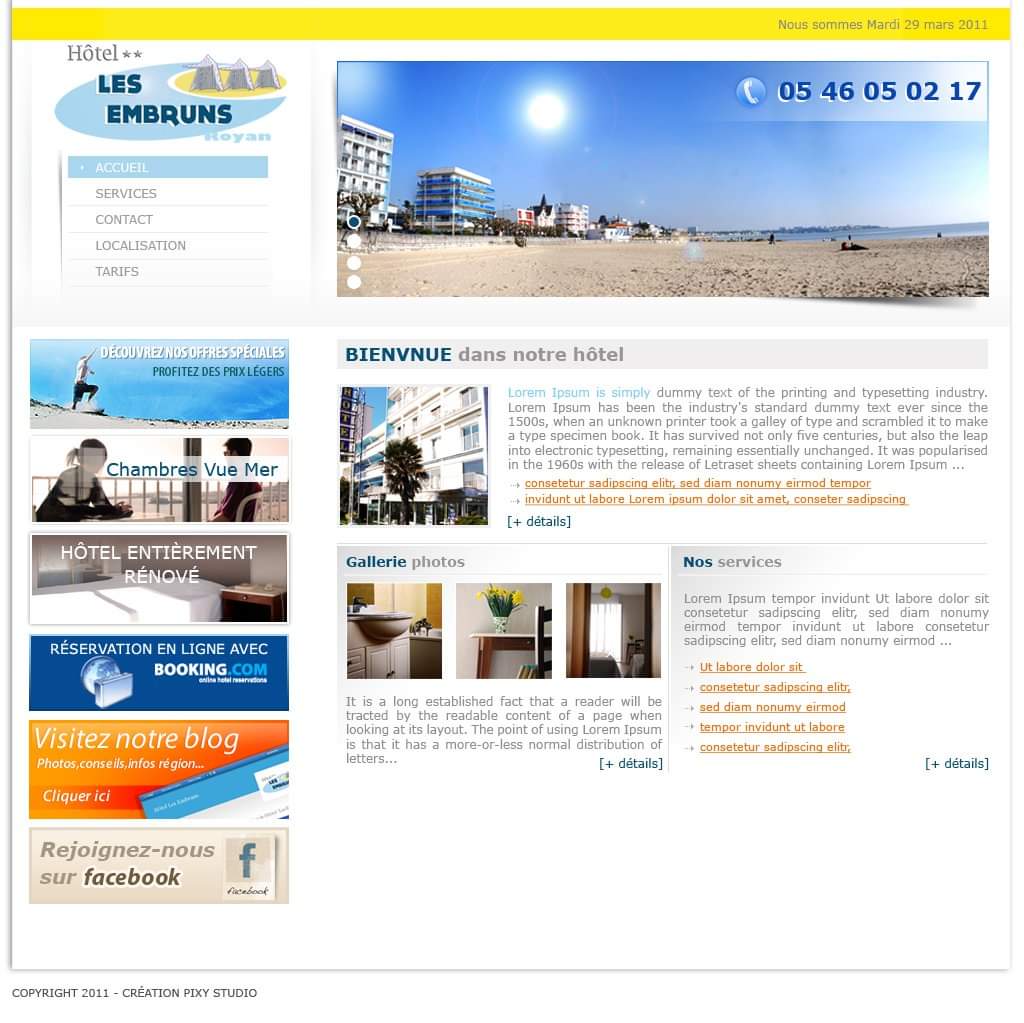 Nous sommes Mardi 29 mars 2011
Hôtel **
LES
EMBRUNS
Royan
05 46 05 02 17
ACCUEIL
SERVICES
CONTACT
LOCALISATION
TARIFS
DÉCOUVREZ NOS OFFRES SPÉCIALES
PROFITEZ DES PRIX LÉGERS
Chambres Vue Mer
HÔTEL ENTIÈREMENT
RÉNOVÉ
RÉSERVATION EN LIGNE AVEC
BOOKING.COM
online hotel reservations
Visitez notre blog
Photos,conseils,infos région...
Cliquer ici
Rejoignez-nous
sur facebook
facebook
BIENVNUE dans notre hôtel
HOTEL
Lorem Ipsum is simply dummy text of the printing and typesetting industry.
Lorem Ipsum has been the industry's standard dummy text ever since the
1500s, when an unknown printer took a galley of type and scrambled it to make
a type specimen book. It has survived not only five centuries, but also the leap
into electronic typesetting, remaining essentially unchanged. It was popularised
in the 1960s with the release of Letraset sheets containing Lorem Ipsum ...
consetetur sadipscing elitr, sed diam nonumy eirmod tempor
invidunt ut labore Lorem ipsum dolor sit amet, conseter sadipscing
[+ détails]
Gallerie photos
It is a long established fact that a reader will be
tracted by the readable content of a page when
looking at its layout. The point of using Lorem Ipsum
is that it has a more-or-less normal distribution of
letters...
[+ détails]
Nos services
Lorem Ipsum tempor invidunt Ut labore dolor sit
consetetur sadipscing elitr, sed diam nonumy
eirmod tempor invidunt ut labore consetetur
sadipscing elitr, sed diam nonumy eirmod ...
Ut labore dolor sit
consetetur sadipscing elitr,
sed diam nonumy eirmod
tempor invidunt ut labore
consetetur sadipscing elitr,
[+ détails]
COPYRIGHT 2011 - CRÉATION PIXY STUDIO